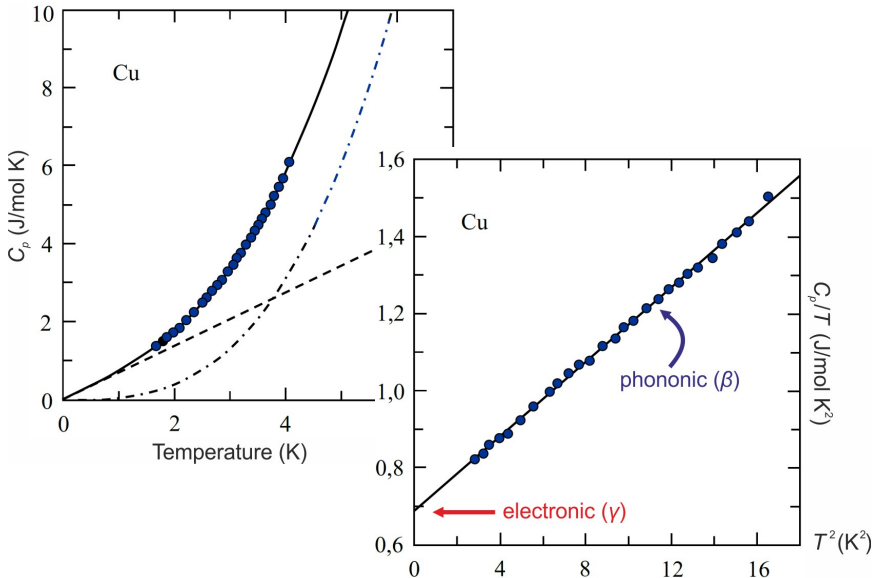 10
8
6
4
2
0
Cu
C_p (J/mol K)
0
2
4
Temperature (K)
1,6
1,4
1,2
1,0
0,8
0,6
Cu
phononic (β)
electronic (γ)
C_p/T (J/mol K²)
0
4
8
12
16
T² (K²)